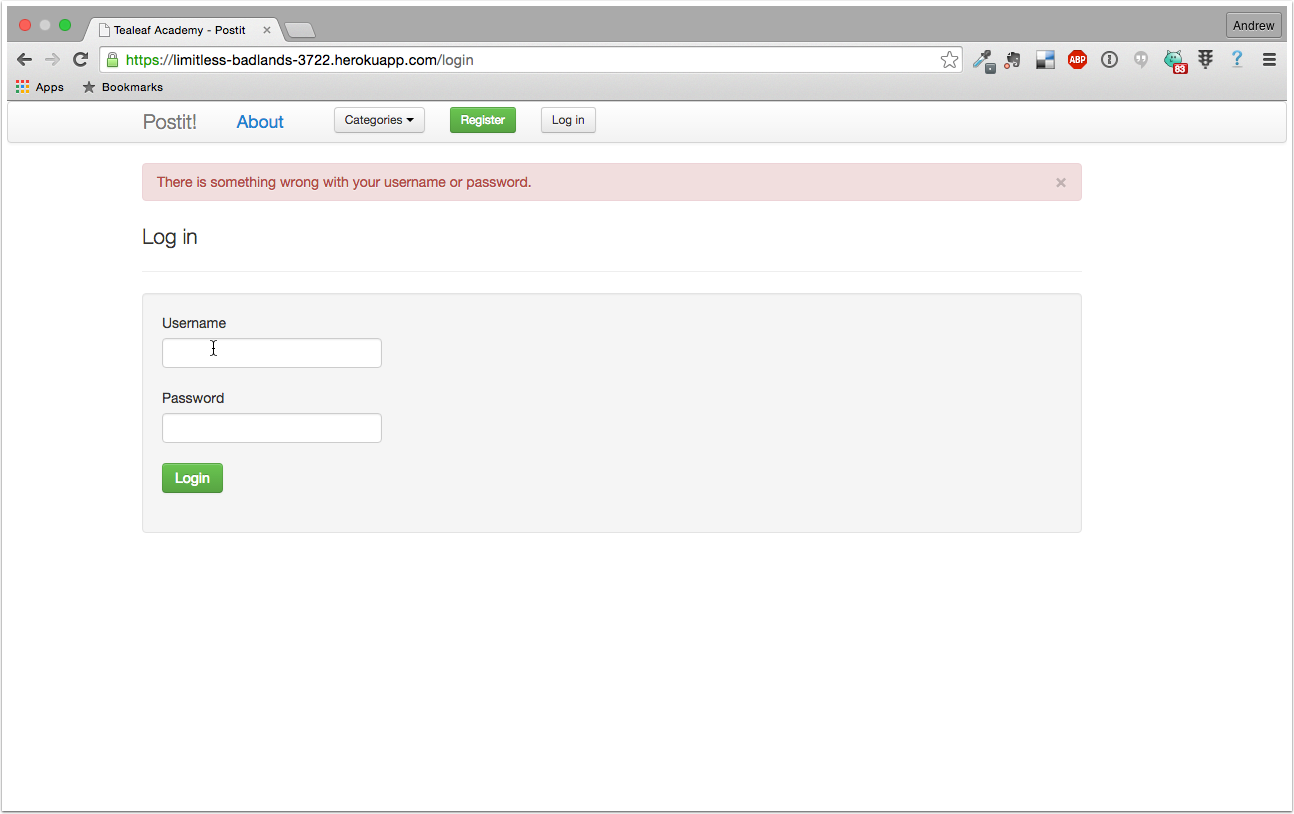 Tealeaf Academy - Postit
Andrew
https://limitless-badlands-3722.herokuapp.com/login
ABP
83
?
Apps
Bookmarks
Postit!
About
Categories
Register
Log in
There is something wrong with your username or password.
×
Log in
Username
Password
Login